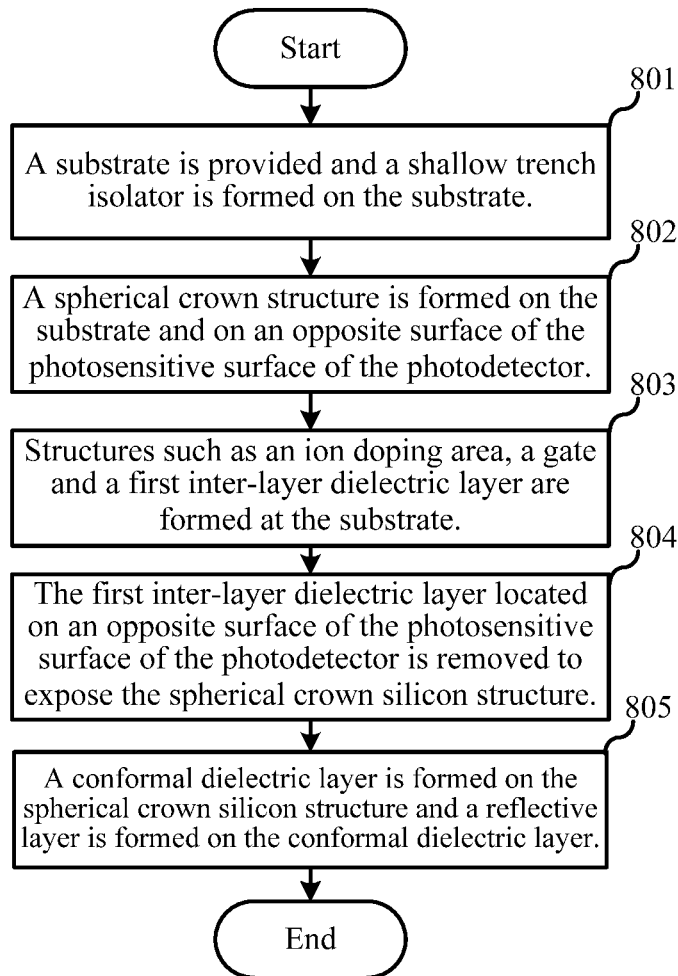 Start
801
A substrate is provided and a shallow trench
isolator is formed on the substrate.
802
A spherical crown structure is formed on the
substrate and on an opposite surface of the
photosensitive surface of the photodetector.
803
Structures such as an ion doping area, a gate
and a first inter-layer dielectric layer are
formed at the substrate.
804
The first inter-layer dielectric layer located
on an opposite surface of the photosensitive
surface of the photodetector is removed to
expose the spherical crown silicon structure.
805
A conformal dielectric layer is formed on the
spherical crown silicon structure and a reflective
layer is formed on the conformal dielectric layer.
End